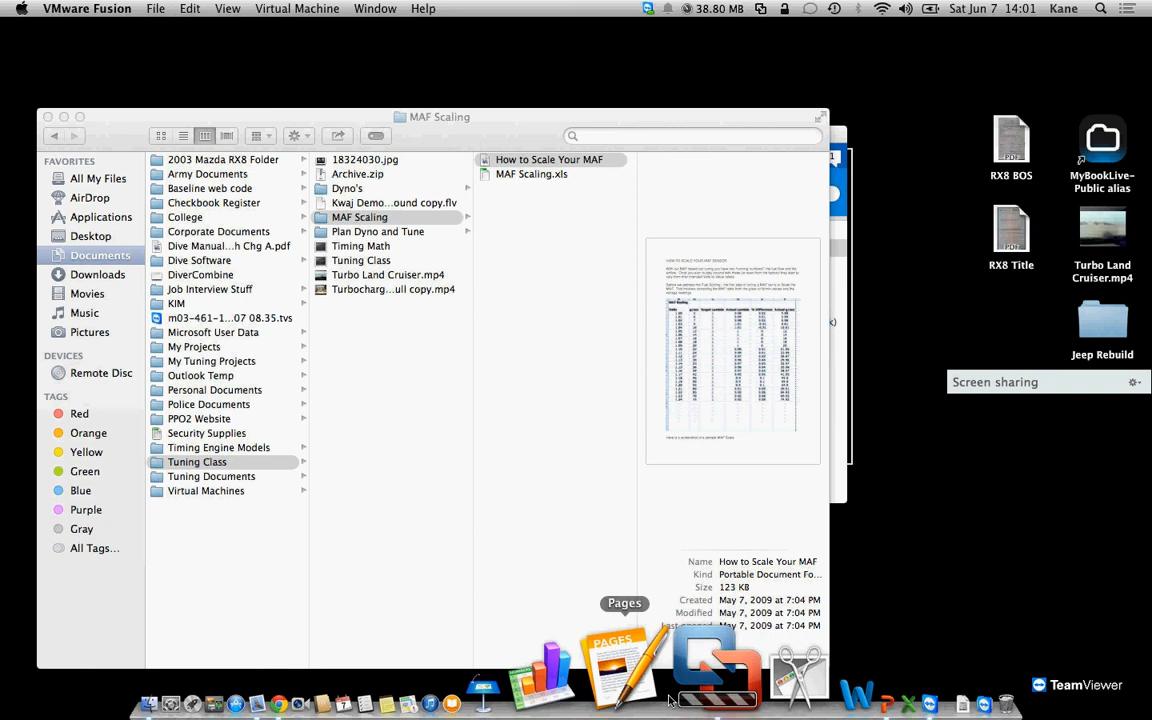 VMware Fusion File Edit View Virtual Machine Window Help 38.80 MB Sat Jun 7 14:01 Kane
MAF Scaling
FAVORITES
All My Files
AirDrop
Applications
Desktop
Documents
Downloads
Movies
Music
Pictures
DEVICES
Remote Disc
TAGS
Red
Orange
Yellow
Green
Blue
Purple
Gray
All Tags...
2003 Mazda RX8 Folder
Army Documents
Baseline web code
Checkbook Register
College
Corporate Documents
Dive Manual...h Chg A.pdf
Dive Software
DiverCombine
Job Interview Stuff
KIM
m03-461-1...07 08.35.tvs
Microsoft User Data
My Projects
My Tuning Projects
Outlook Temp
Personal Documents
Police Documents
PPO2 Website
Security Supplies
Timing Engine Models
Tuning Class
Tuning Documents
Virtual Machines
18324030.jpg
Archive.zip
Dyno's
Kwaj Demo...ound copy.flv
MAF Scaling
Plan Dyno and Tune
Timing Math
Tuning Class
Turbo Land Cruiser.mp4
Turbocharg...ull copy.mp4
How to Scale Your MAF
MAF Scaling.xls
HOW TO SCALE YOUR MAF SENSOR
MAF Scaling
Name How to Scale Your MAF
Kind Portable Document Fo...
Size 123 KB
Created May 7, 2009 at 7:04 PM
Modified May 7, 2009 at 7:04 PM
Last opened May 7, 2009 at 7:04 PM
Pages
PAGES
RX8 BOS
MyBookLive-
Public alias
RX8 Title
Turbo Land
Cruiser.mp4
Jeep Rebuild
Screen sharing
TeamViewer